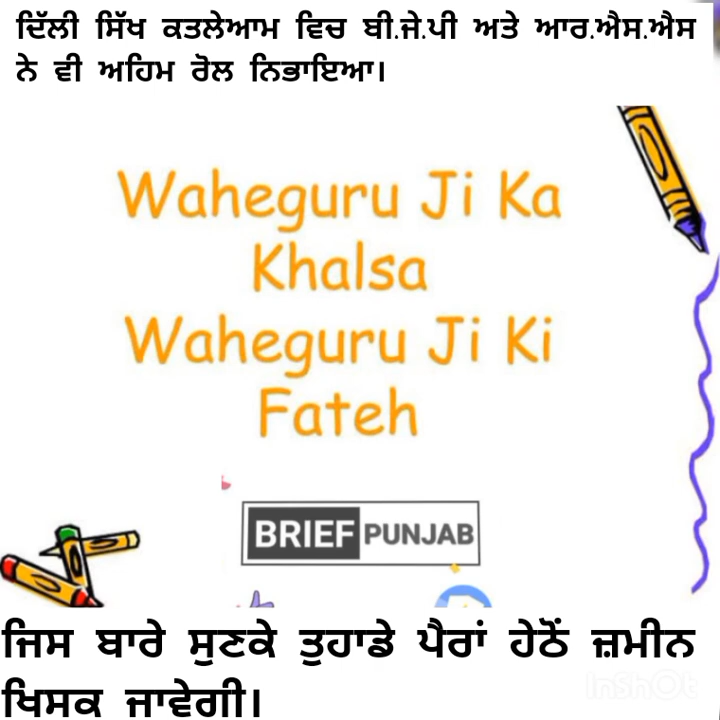 ਦਿੱਲੀ ਸਿੱਖ ਕਤਲੇਆਮ ਵਿਚ ਬੀ.ਜੇ.ਪੀ ਅਤੇ ਆਰ.ਐਸ.ਐਸ
ਨੇ ਵੀ ਅਹਿਮ ਰੋਲ ਨਿਭਾਇਆ।
Waheguru Ji Ka
Khalsa
Waheguru Ji Ki
Fateh
BRIEF PUNJAB
ਜਿਸ ਬਾਰੇ ਸੁਣਕੇ ਤੁਹਾਡੇ ਪੈਰਾਂ ਹੇਠੋਂ ਜ਼ਮੀਨ
ਖਿਸਕ ਜਾਵੇਗੀ।
InShOt